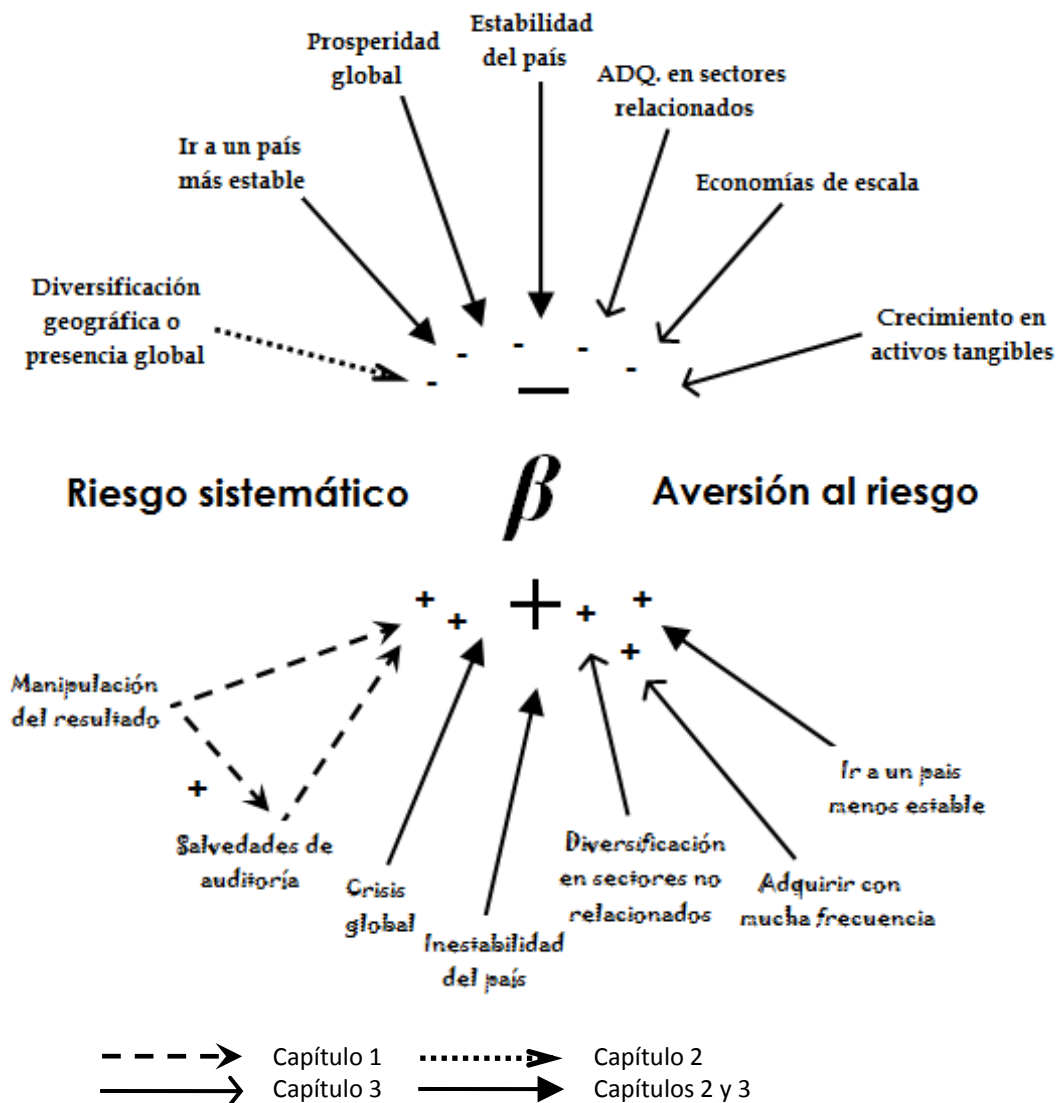 Estabilidad
del país
Prosperidad
global
ADQ. en sectores
relacionados
Ir a un país
más estable
Economías de escala
Diversificación
geográfica o
presencia global
Crecimiento en
activos tangibles
- - - - - -
Riesgo sistemático β Aversión al riesgo
+ + + + + +
Manipulación
del resultado
+
Salvedades de
auditoría
Crisis
global
Inestabilidad
del país
Diversificación
en sectores no
relacionados
Adquirir con
mucha frecuencia
Ir a un pais
menos estable
Capítulo 1 Capítulo 2
Capítulo 3 Capítulos 2 y 3